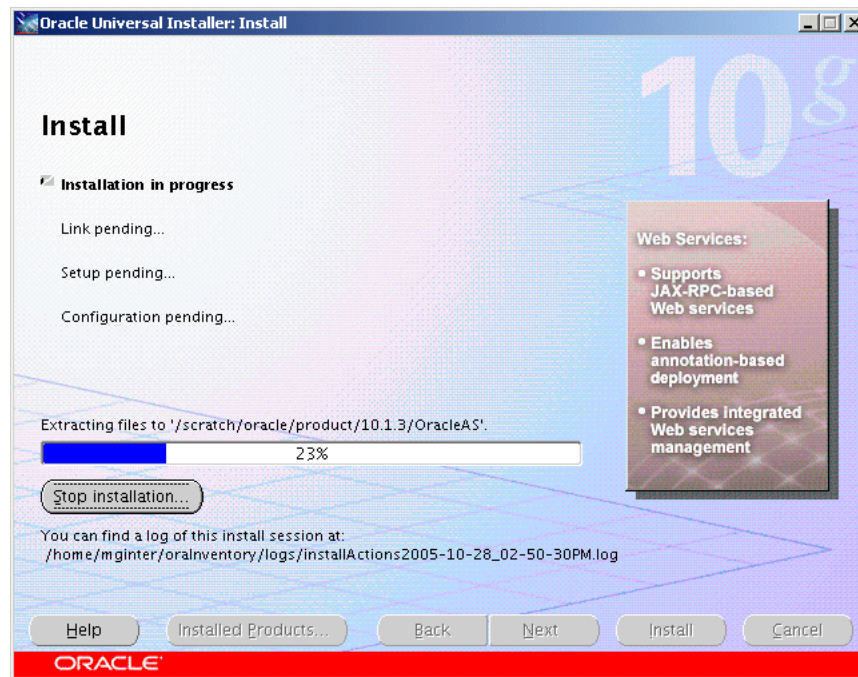 Oracle Universal Installer: Install
10g
Install
Installation in progress
Link pending...
Setup pending...
Configuration pending...
Web Services:
• Supports
JAX-RPC-based
Web services
• Enables
annotation-based
deployment
• Provides integrated
Web services
management
Extracting files to '/scratch/oracle/product/10.1.3/OracleAS'.
23%
Stop installation...
You can find a log of this install session at:
/home/mginter/oraInventory/logs/installActions2005-10-28_02-50-30PM.log
Help Installed Products... Back Next Install Cancel
ORACLE